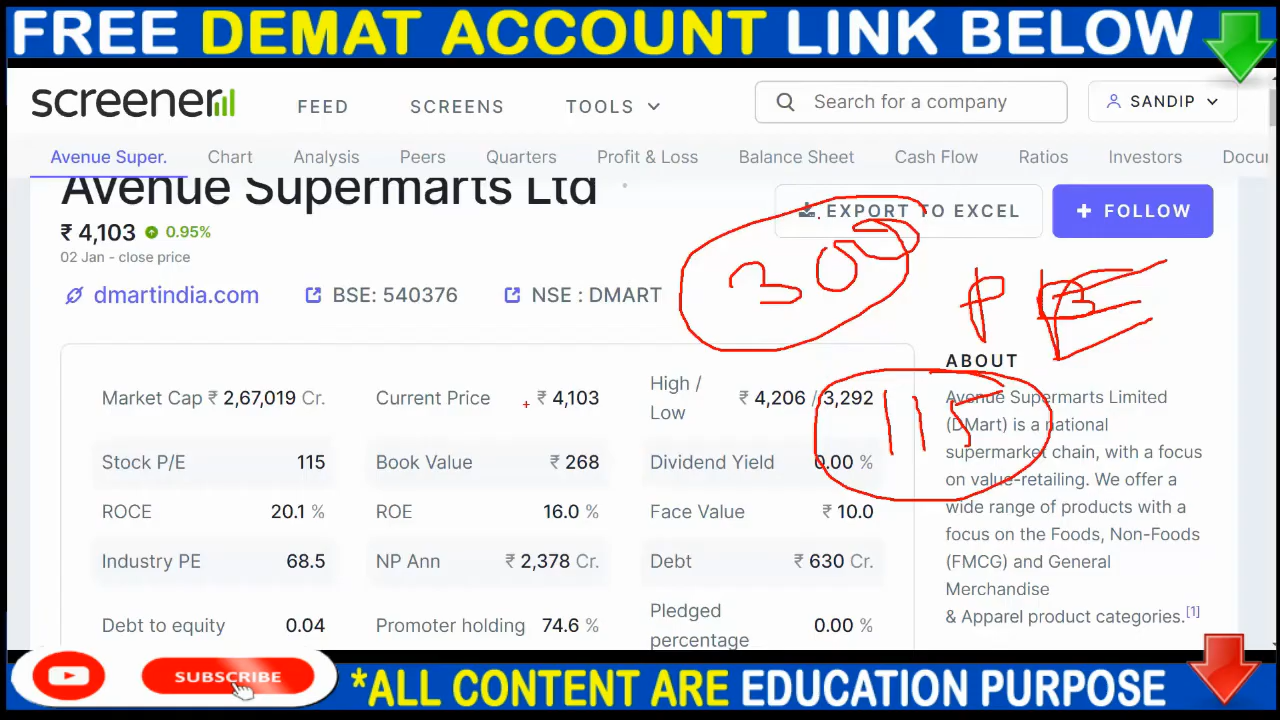 FREE DEMAT ACCOUNT LINK BELOW
screener FEED SCREENS TOOLS Search for a company SANDIP
Avenue Super. Chart Analysis Peers Quarters Profit & Loss Balance Sheet Cash Flow Ratios Investors Docum
Avenue Supermarts Ltd
EXPORT TO EXCEL + FOLLOW
₹ 4,103 0.95%
02 Jan - close price
dmartindia.com BSE: 540376 NSE : DMART
300
PE
115
Market Cap ₹ 2,67,019 Cr. Current Price ₹ 4,103 High / Low ₹ 4,206 / 3,292
Stock P/E 115 Book Value ₹ 268 Dividend Yield 0.00 %
ROCE 20.1 % ROE 16.0 % Face Value ₹ 10.0
Industry PE 68.5 NP Ann ₹ 2,378 Cr. Debt ₹ 630 Cr.
Debt to equity 0.04 Promoter holding 74.6 % Pledged percentage 0.00 %
ABOUT
Avenue Supermarts Limited
(DMart) is a national
supermarket chain, with a focus
on value-retailing. We offer a
wide range of products with a
focus on the Foods, Non-Foods
(FMCG) and General
Merchandise
& Apparel product categories.[1]
SUBSCRIBE
*ALL CONTENT ARE EDUCATION PURPOSE